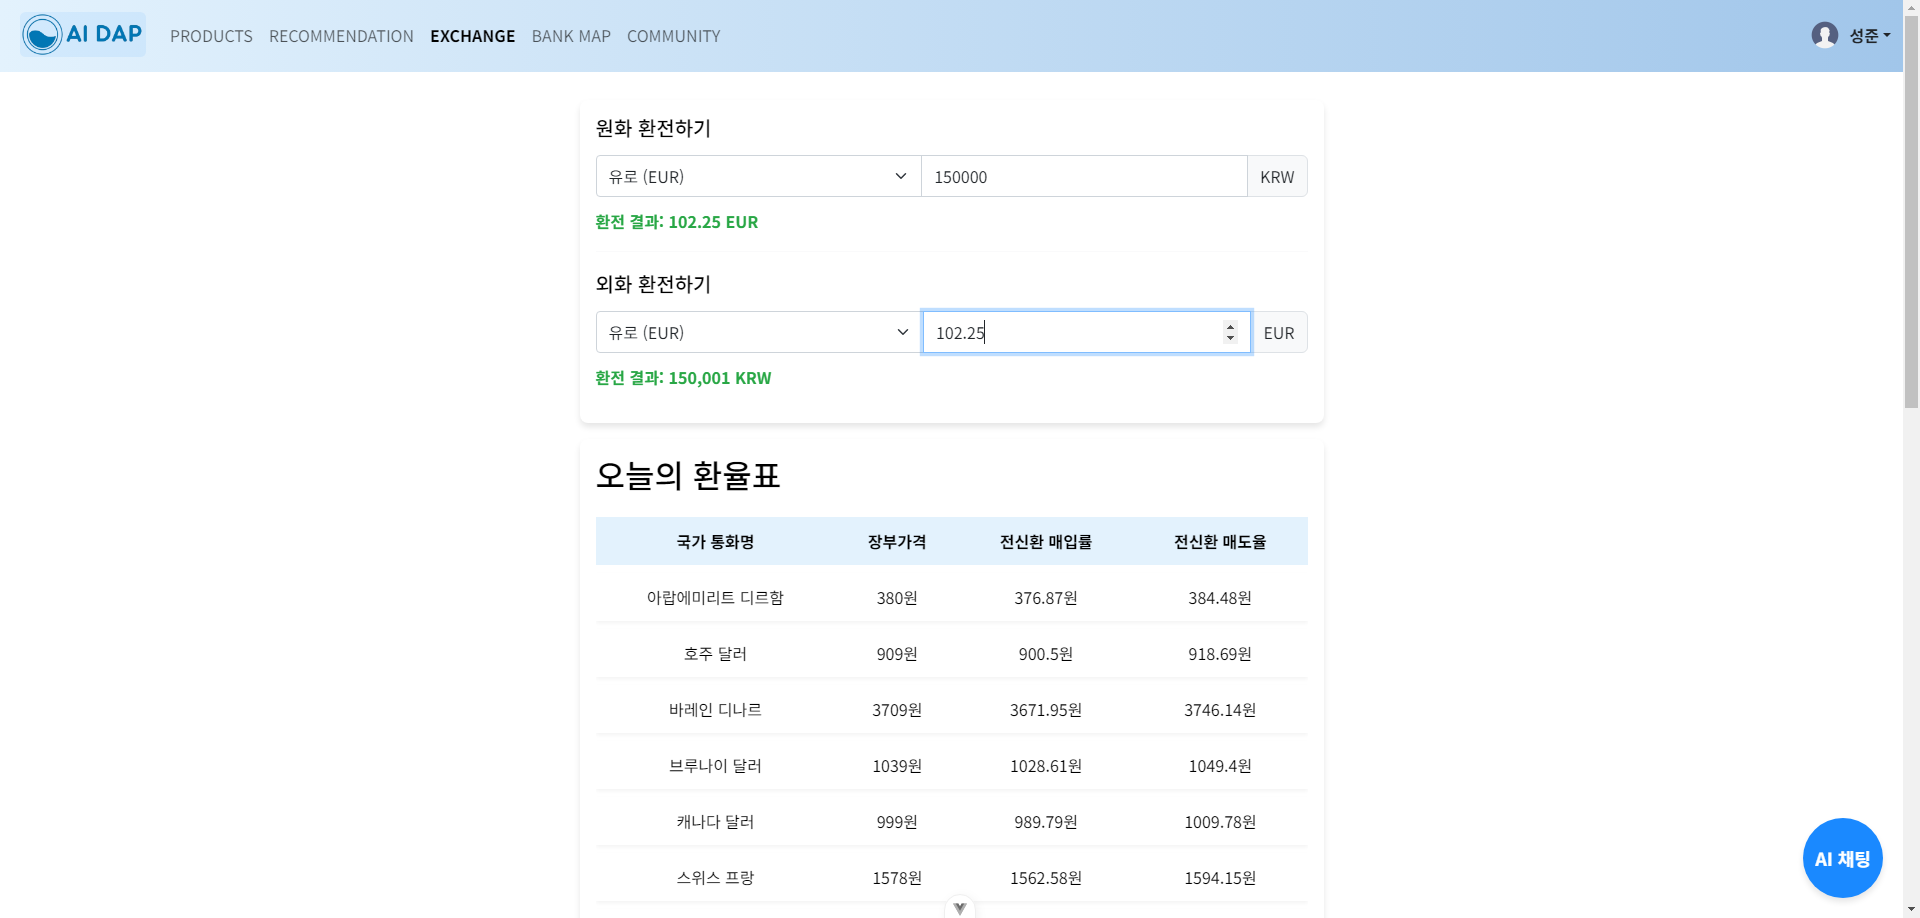 AI DAP PRODUCTS RECOMMENDATION EXCHANGE BANK MAP COMMUNITY 성준
원화 환전하기
유로 (EUR) 150000 KRW
환전 결과: 102.25 EUR
외화 환전하기
유로 (EUR) 102.25 EUR
환전 결과: 150,001 KRW
오늘의 환율표
국가 통화명 장부가격 전신환 매입률 전신환 매도율
아랍에미리트 디르함 380원 376.87원 384.48원
호주 달러 909원 900.5원 918.69원
바레인 디나르 3709원 3671.95원 3746.14원
브루나이 달러 1039원 1028.61원 1049.4원
캐나다 달러 999원 989.79원 1009.78원
스위스 프랑 1578원 1562.58원 1594.15원
AI 채팅